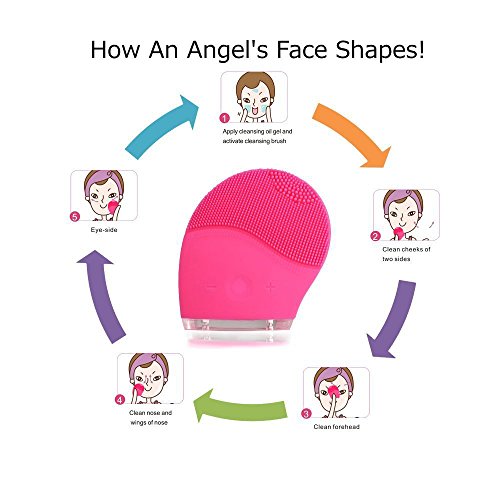 How An Angel's Face Shapes!
1
Apply cleansing oil gel and
activate cleansing brush
2
Clean cheeks of
two sides
3
Clean forehead
4
Clean nose and
wings of nose
5
Eye-side
− +